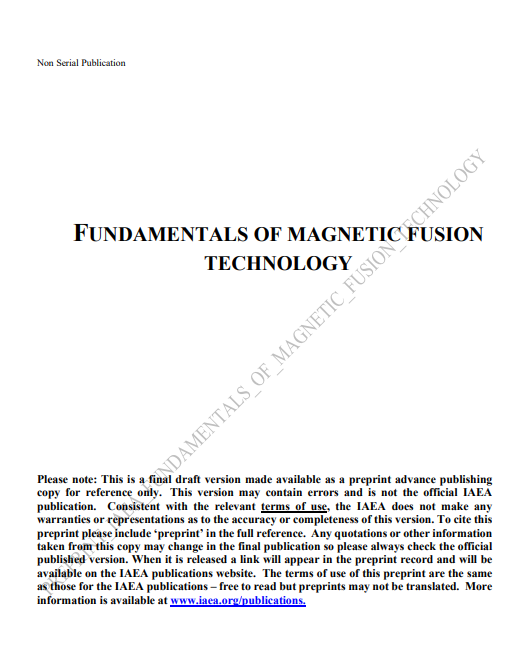 Non Serial Publication
FUNDAMENTALS OF MAGNETIC FUSION
TECHNOLOGY
PREPRINT_IAEA_FUNDAMENTALS_OF_MAGNETIC_FUSION_TECHNOLOGY
Please note: This is a final draft version made available as a preprint advance publishing
copy for reference only. This version may contain errors and is not the official IAEA
publication. Consistent with the relevant terms of use, the IAEA does not make any
warranties or representations as to the accuracy or completeness of this version. To cite this
preprint please include ‘preprint’ in the full reference. Any quotations or other information
taken from this copy may change in the final publication so please always check the official
published version. When it is released a link will appear in the preprint record and will be
available on the IAEA publications website. The terms of use of this preprint are the same
as those for the IAEA publications – free to read but preprints may not be translated. More
information is available at www.iaea.org/publications.